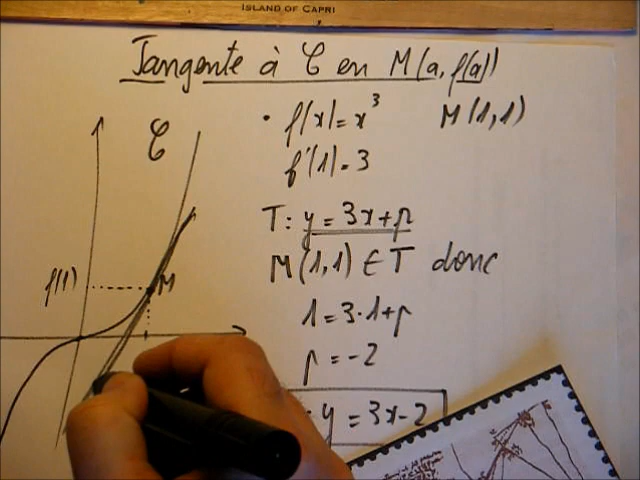 ISLAND OF CAPRI
Tangente à C en M(a, f(a))
• f(x) = x³ M(1,1)
f'(1) = 3
T: y = 3x + p
M(1,1) ∈ T donc
1 = 3·1 + p
p = -2
: y = 3x - 2
C
f(1)
M